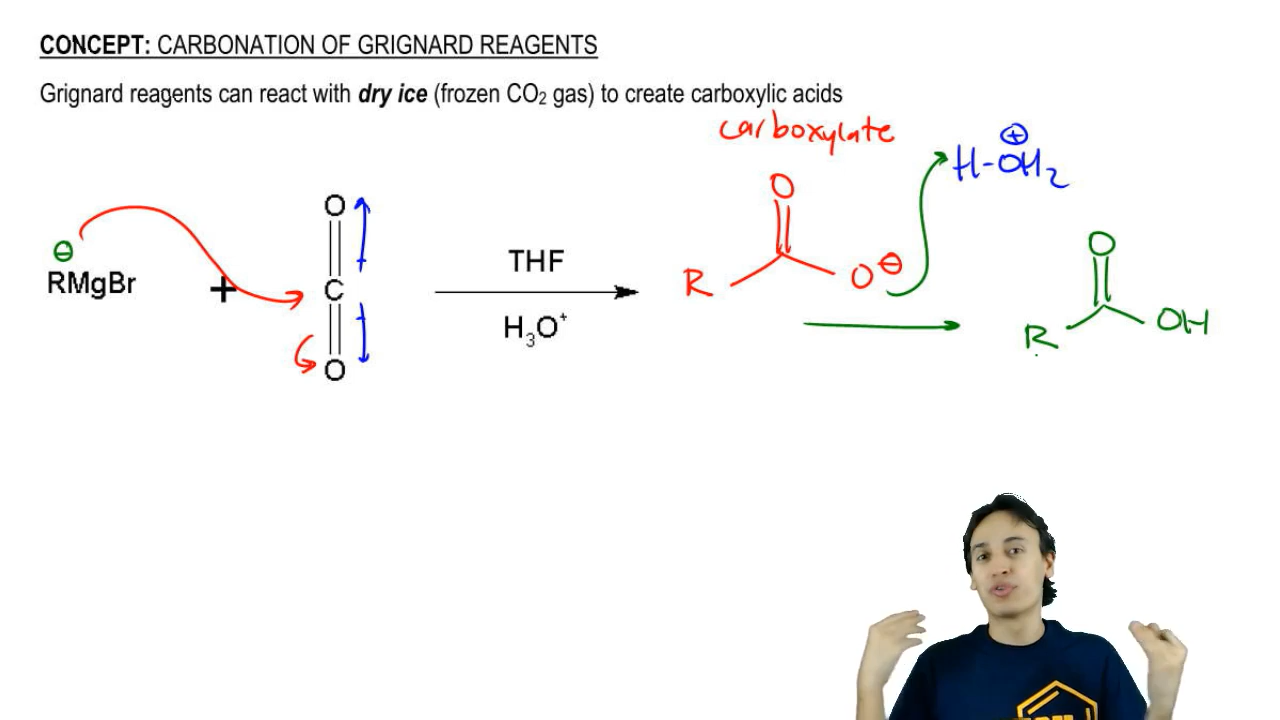 CONCEPT: CARBONATION OF GRIGNARD REAGENTS
Grignard reagents can react with dry ice (frozen CO2 gas) to create carboxylic acids
carboxylate
H-OH2
⊕
⊖
RMgBr
+
O
C
O
THF
H3O+
O
R
O⊖
O
R
OH